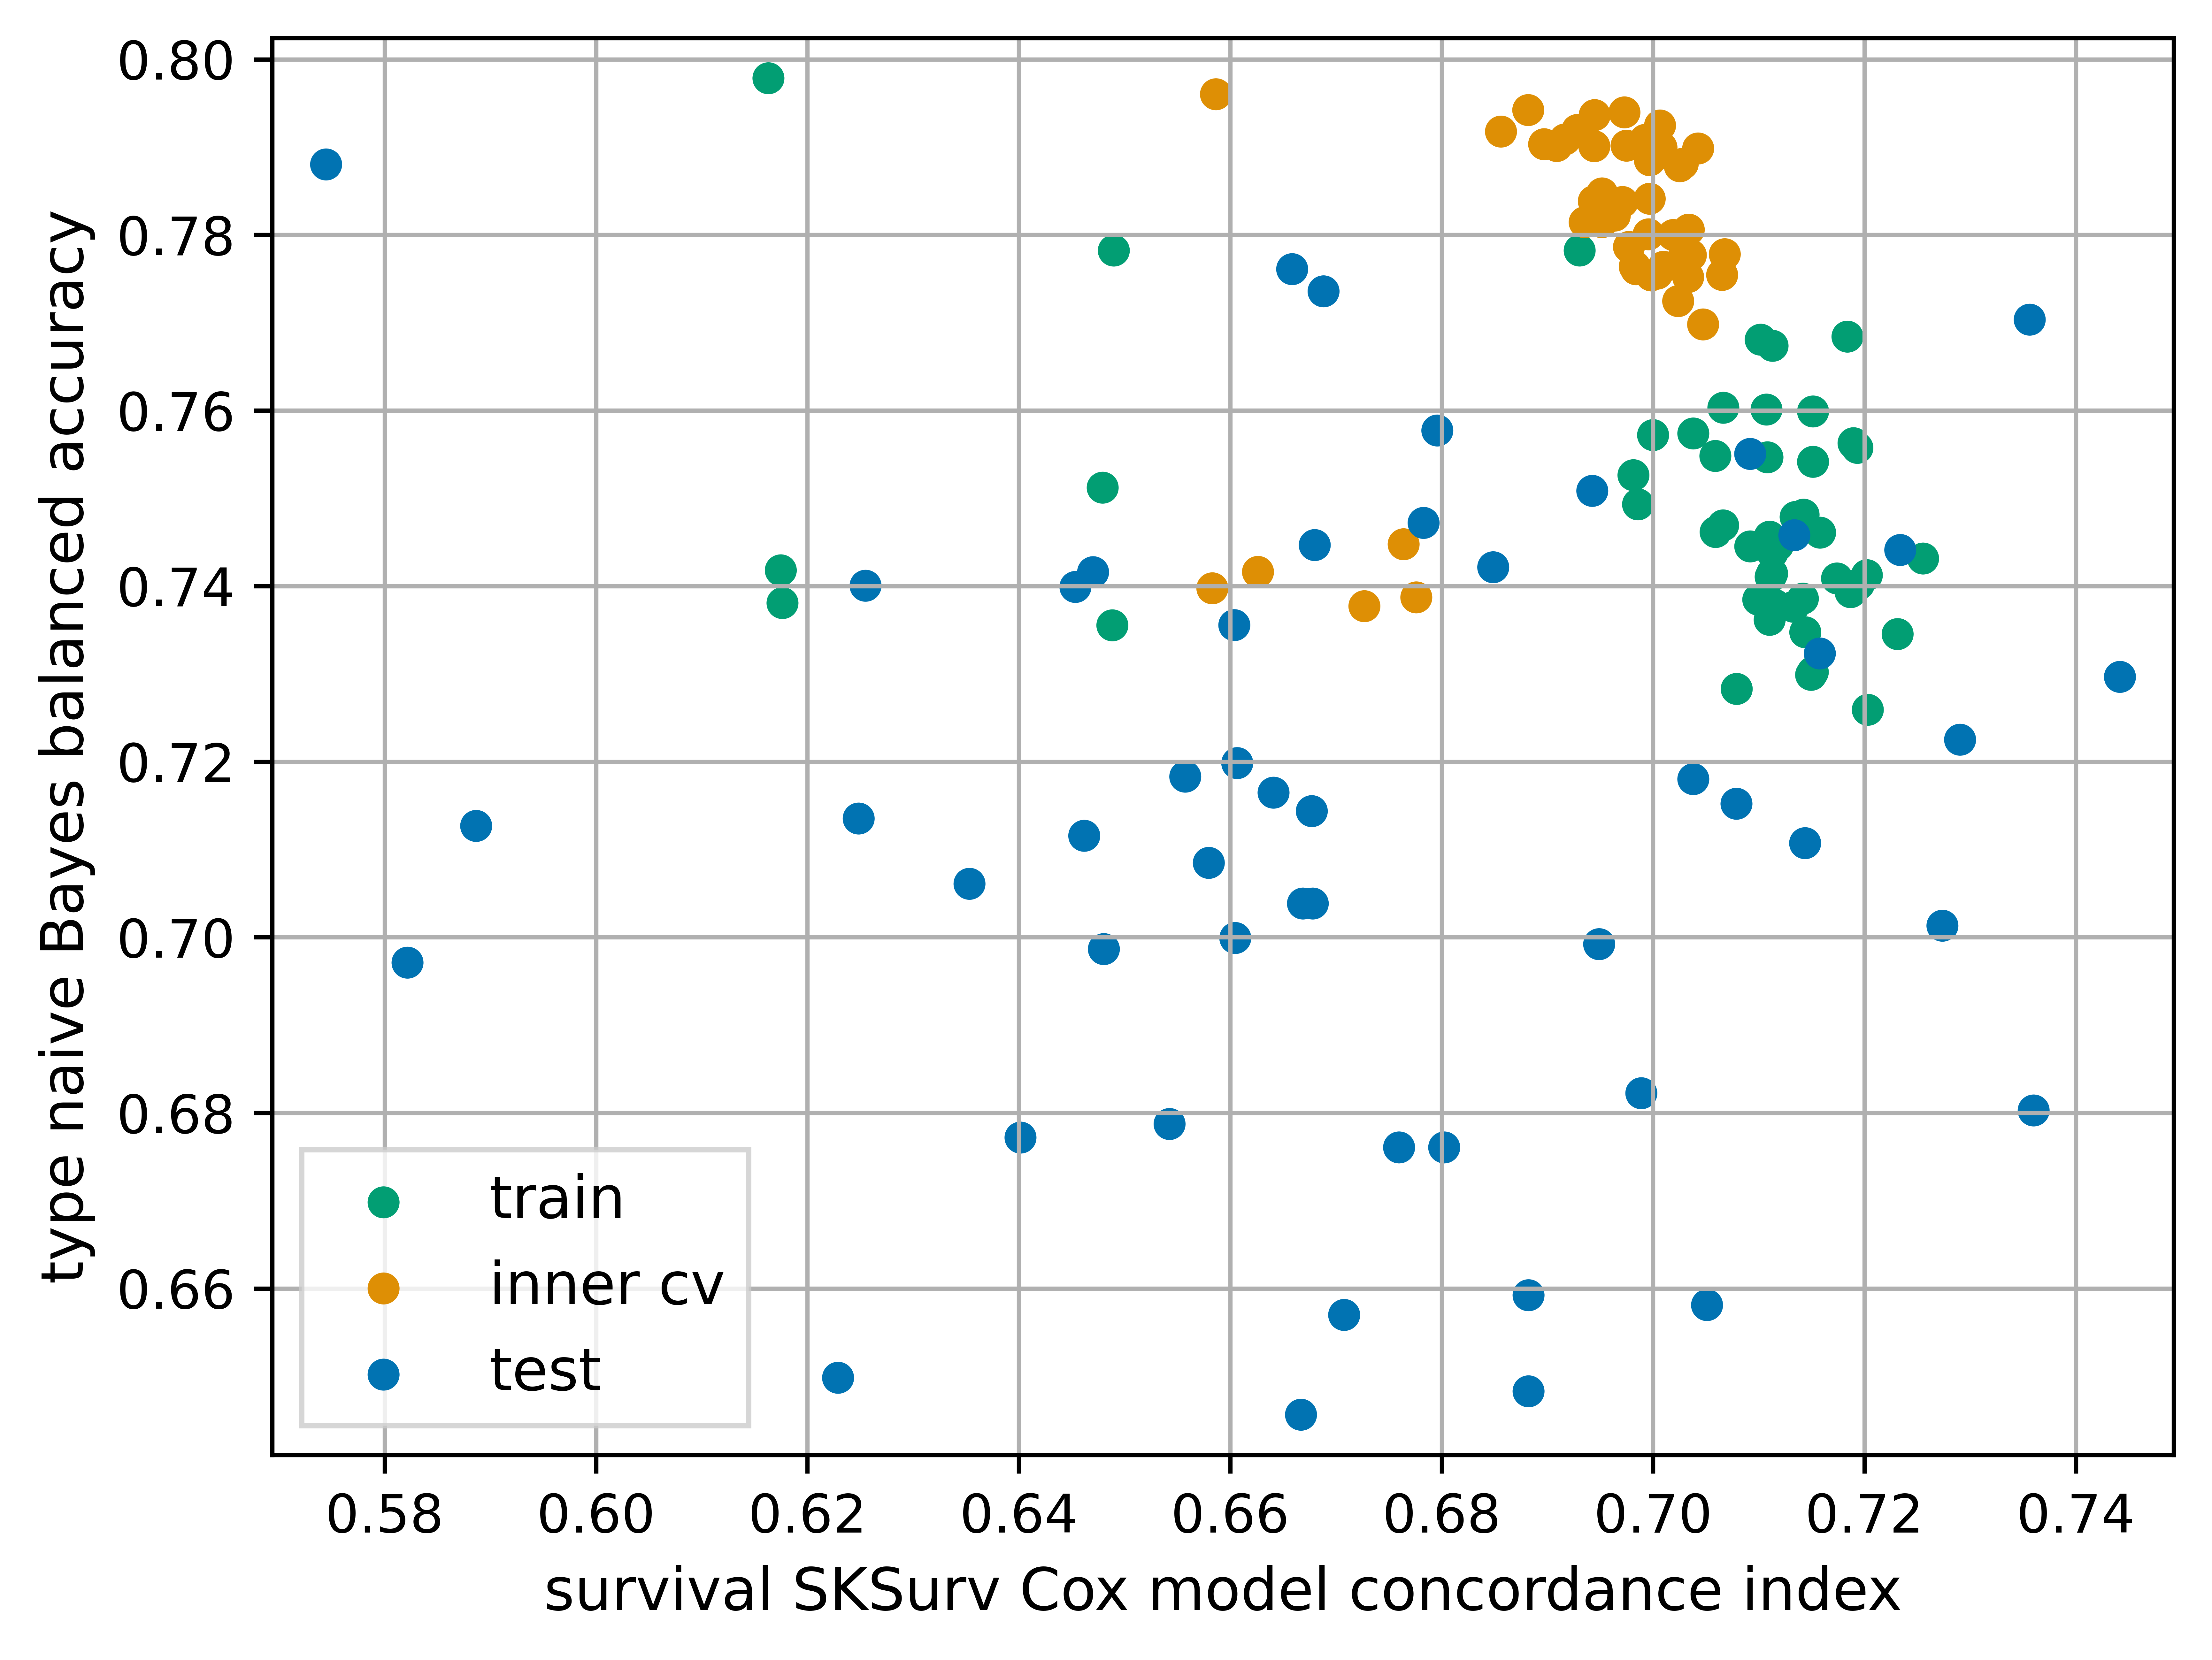 0.80
0.78
0.76
0.74
0.72
0.70
0.68
0.66
type naive Bayes balanced accuracy
train
inner cv
test
0.58 0.60 0.62 0.64 0.66 0.68 0.70 0.72 0.74
survival SKSurv Cox model concordance index